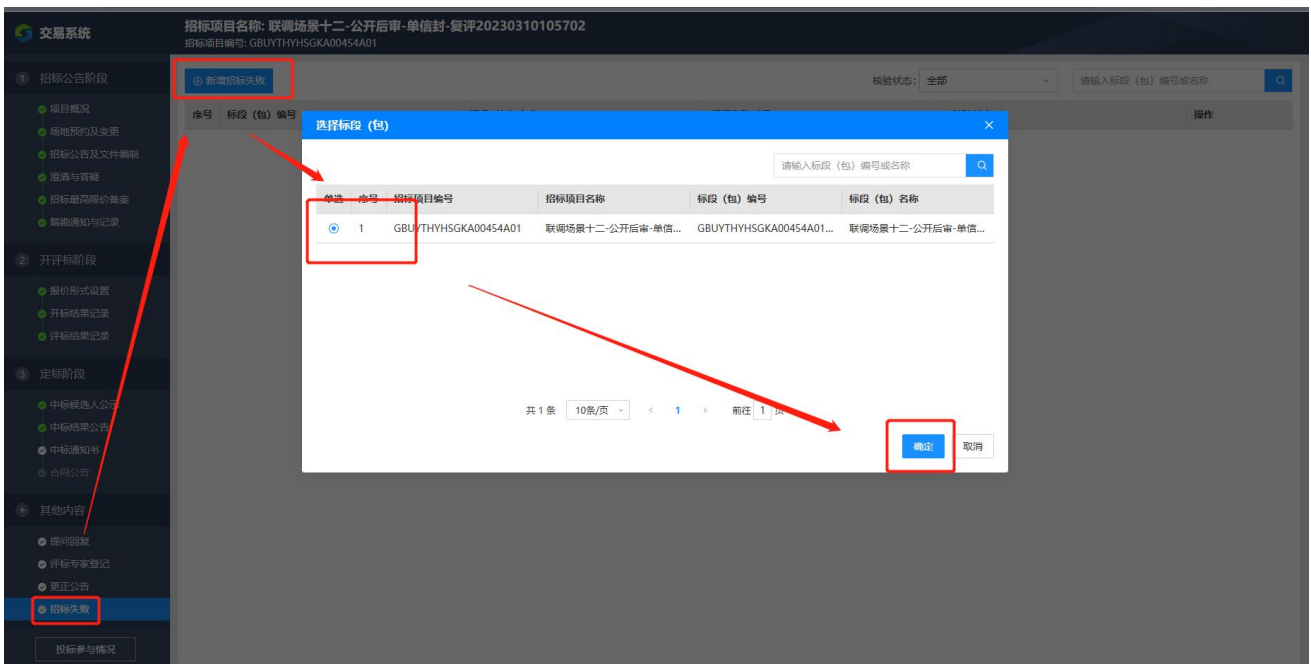 交易系统
招标项目名称: 联调场景十二-公开后审-单信封-复评20230310105702
招标项目编号: GBUYTHYHSGKA00454A01
1 招标公告阶段
项目概况
场地预约及变更
招标公告及文件编制
澄清与答疑
招标最高限价备案
踏勘通知与记录
2 开评标阶段
报价形式设置
开标结果记录
评标结果记录
3 定标阶段
中标候选人公示
中标结果公告
中标通知书
合同公告
其他内容
提问回复
评标专家登记
更正公告
招标失败
投标参与情况
新增招标失败
核验状态: 全部
请输入标段（包）编号或名称
序号 标段（包）编号 操作
选择标段（包）
请输入标段（包）编号或名称
单选 序号 招标项目编号 招标项目名称 标段（包）编号 标段（包）名称
1 GBUYTHYHSGKA00454A01 联调场景十二-公开后审-单信... GBUYTHYHSGKA00454A01... 联调场景十二-公开后审-单信...
共 1 条 10条/页 < 1 > 前往 1 页
确定 取消